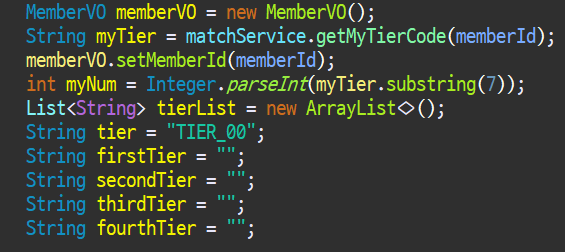 MemberVO memberVO = new MemberVO();
String myTier = matchService.getMyTierCode(memberId);
memberVO.setMemberId(memberId);
int myNum = Integer.parseInt(myTier.substring(7));
List<String> tierList = new ArrayList<>();
String tier = "TIER_00";
String firstTier = "";
String secondTier = "";
String thirdTier = "";
String fourthTier = "";